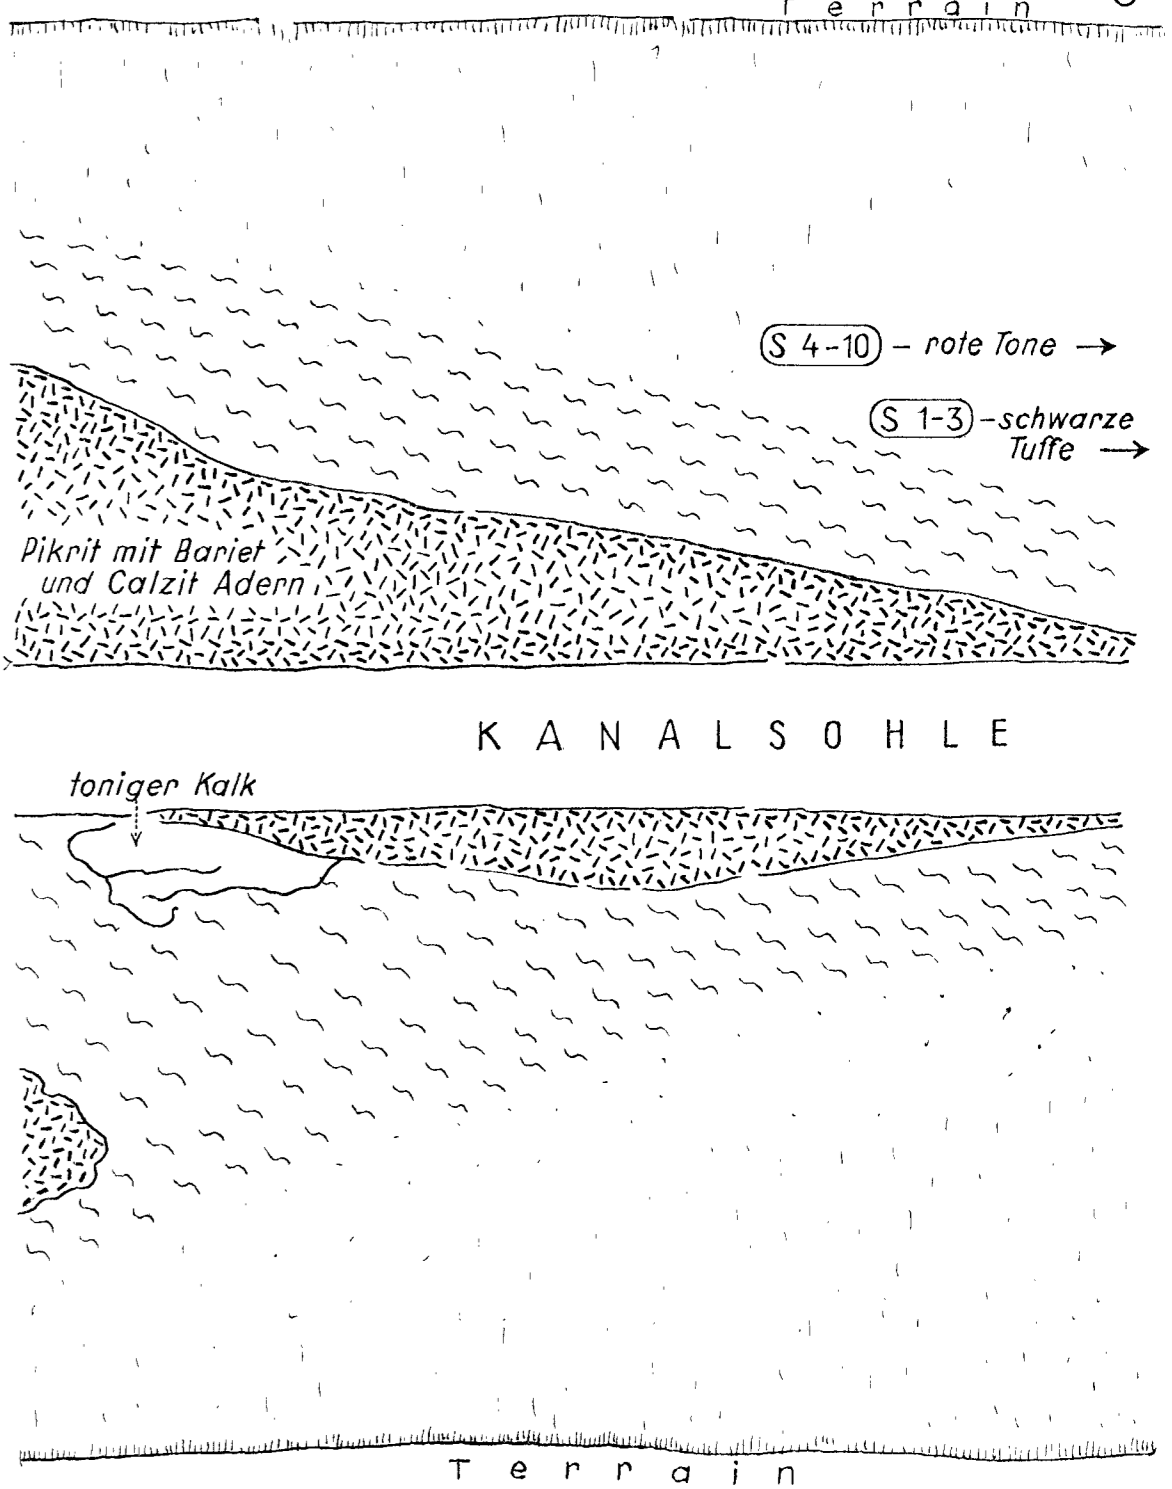 Terrain
S 4-10 – rote Tone →
S 1-3 – schwarze
Tuffe →
Pikrit mit Bariet
und Calzit Adern
KANALSOHLE
toniger Kalk
Terrain